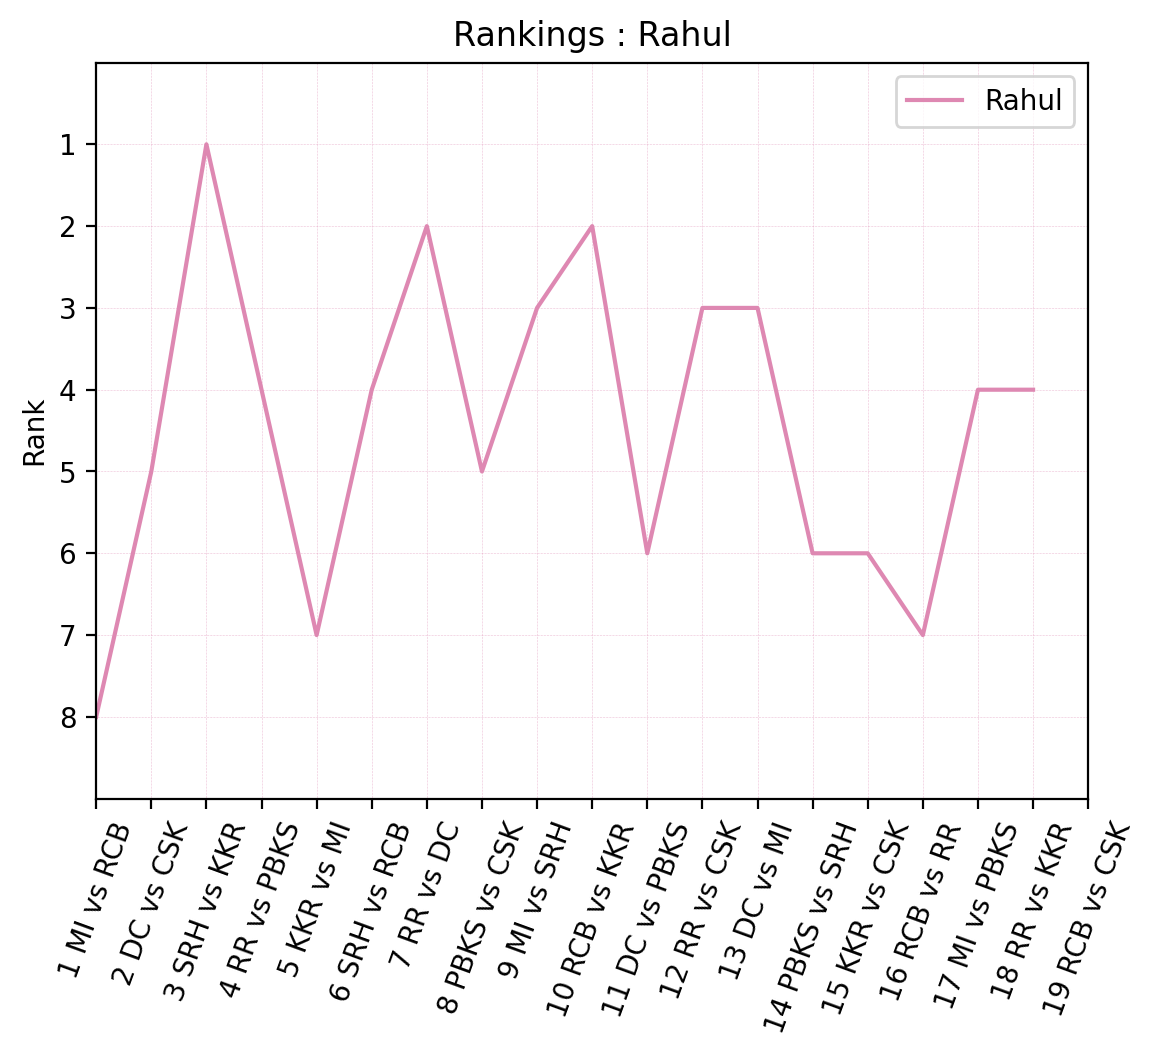 Rankings : Rahul
Rahul
Rank
1
2
3
4
5
6
7
8
1 MI vs RCB
2 DC vs CSK
3 SRH vs KKR
4 RR vs PBKS
5 KKR vs MI
6 SRH vs RCB
7 RR vs DC
8 PBKS vs CSK
9 MI vs SRH
10 RCB vs KKR
11 DC vs PBKS
12 RR vs CSK
13 DC vs MI
14 PBKS vs SRH
15 KKR vs CSK
16 RCB vs RR
17 MI vs PBKS
18 RR vs KKR
19 RCB vs CSK